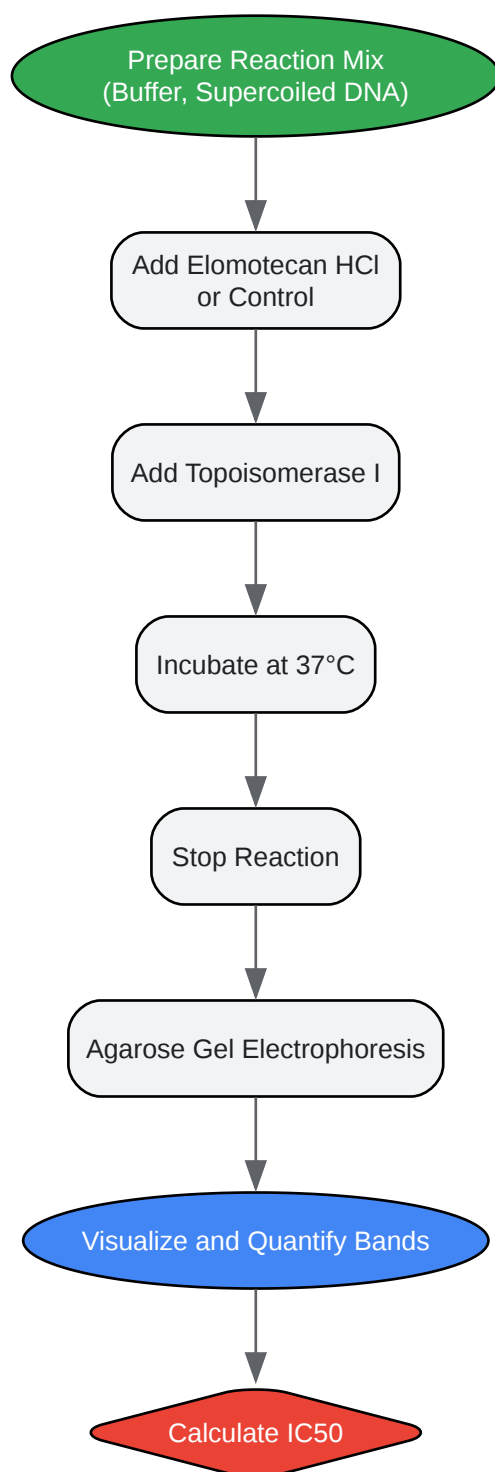 Prepare Reaction Mix
(Buffer, Supercoiled DNA)
Add Elomotecan HCl
or Control
Add Topoisomerase I
Incubate at 37°C
Stop Reaction
Agarose Gel Electrophoresis
Visualize and Quantify Bands
Calculate IC50